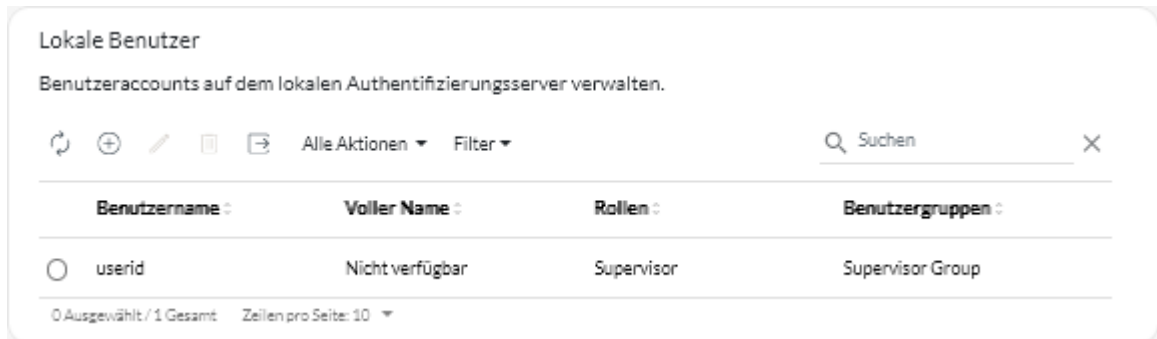 Lokale Benutzer
Benutzeraccounts auf dem lokalen Authentifizierungsserver verwalten.
Alle Aktionen Filter Suchen
Benutzername Voller Name Rollen Benutzergruppen
userid Nicht verfügbar Supervisor Supervisor Group
0 Ausgewählt / 1 Gesamt Zeilen pro Seite: 10